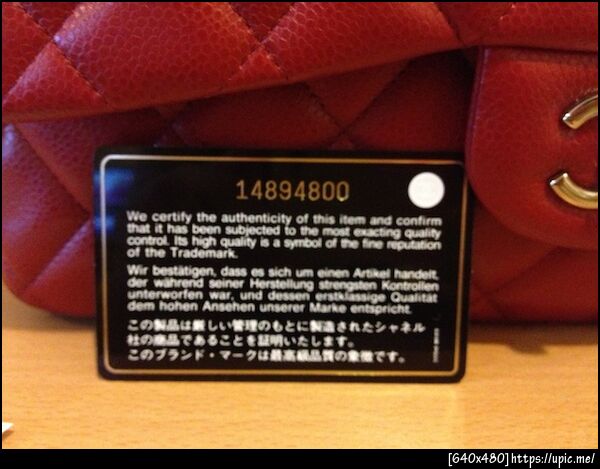 14894800
We certify the authenticity of this item and confirm
that it has been subjected to the most exacting quality
control. Its high quality is a symbol of the fine reputation
of the Trademark.
Wir bestätigen, dass es sich um einen Artikel handelt,
der während seiner Herstellung strengsten Kontrollen
unterworfen war, und dessen erstklässige Qualität
dem hohen Ansehen unserer Marke entspricht.
この製品は厳しい管理のもとに製造されたシャネル
社の商品であることを証明いたします。
このブランド・マークは最高級品質の象徴です。
[640x480]https://upic.me/